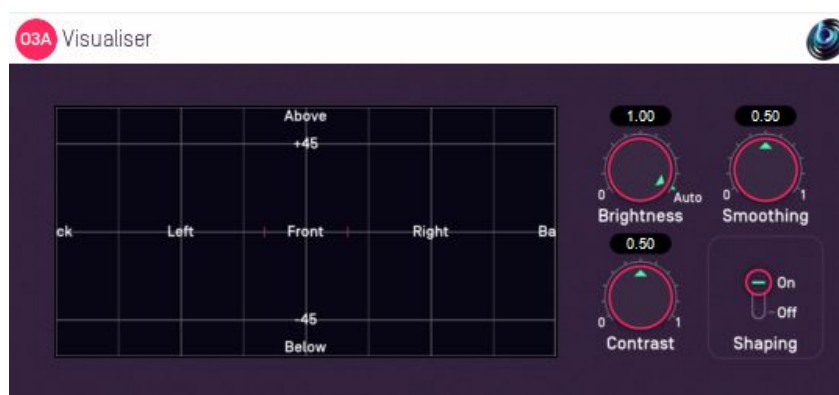 O3A Visualiser
Above
+45
ck Left Front Right Ba
-45
Below
1.00
0 Auto
Brightness
0.50
0 1
Smoothing
0.50
0 1
Contrast
On
Off
Shaping